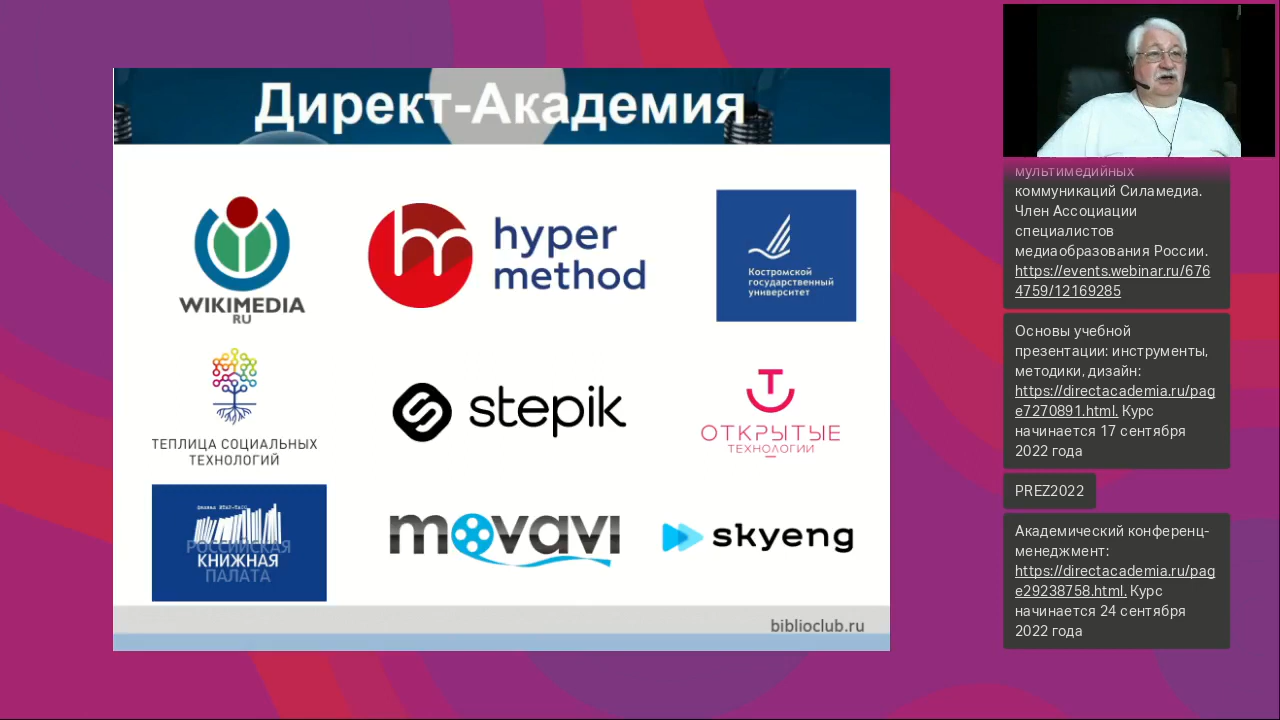 Директ-Академия
WIKIMEDIA
RU
hyper
method
Костромской
государственный
университет
ТЕПЛИЦА СОЦИАЛЬНЫХ
ТЕХНОЛОГИЙ
stepik
ОТКРЫТЫЕ
ТЕХНОЛОГИИ
филиал ИТАР-ТАСС
РОССИЙСКАЯ
КНИЖНАЯ
ПАЛАТА
movavi
skyeng
biblioclub.ru
мультимедийных
коммуникаций Силамедиа.
Член Ассоциации
специалистов
медиаобразования России.
https://events.webinar.ru/676
4759/12169285
Основы учебной
презентации: инструменты,
методики, дизайн:
https://directacademia.ru/pag
e7270891.html. Курс
начинается 17 сентября
2022 года
PREZ2022
Академический конференц-
менеджмент:
https://directacademia.ru/pag
e29238758.html. Курс
начинается 24 сентября
2022 года